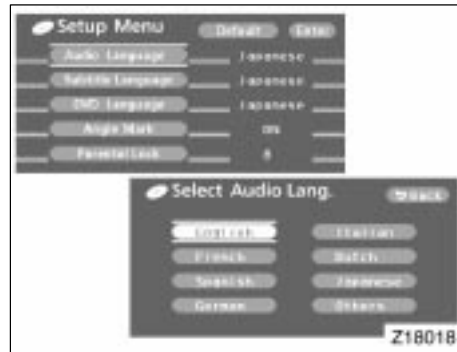 Setup Menu Default Enter
Audio Language Japanese
Subtitle Language Japanese
DVD Language Japanese
Angle Mark ON
Parental Lock 8
Select Audio Lang. Back
English Italian
French Dutch
Spanish Japanese
German Others
Z18018